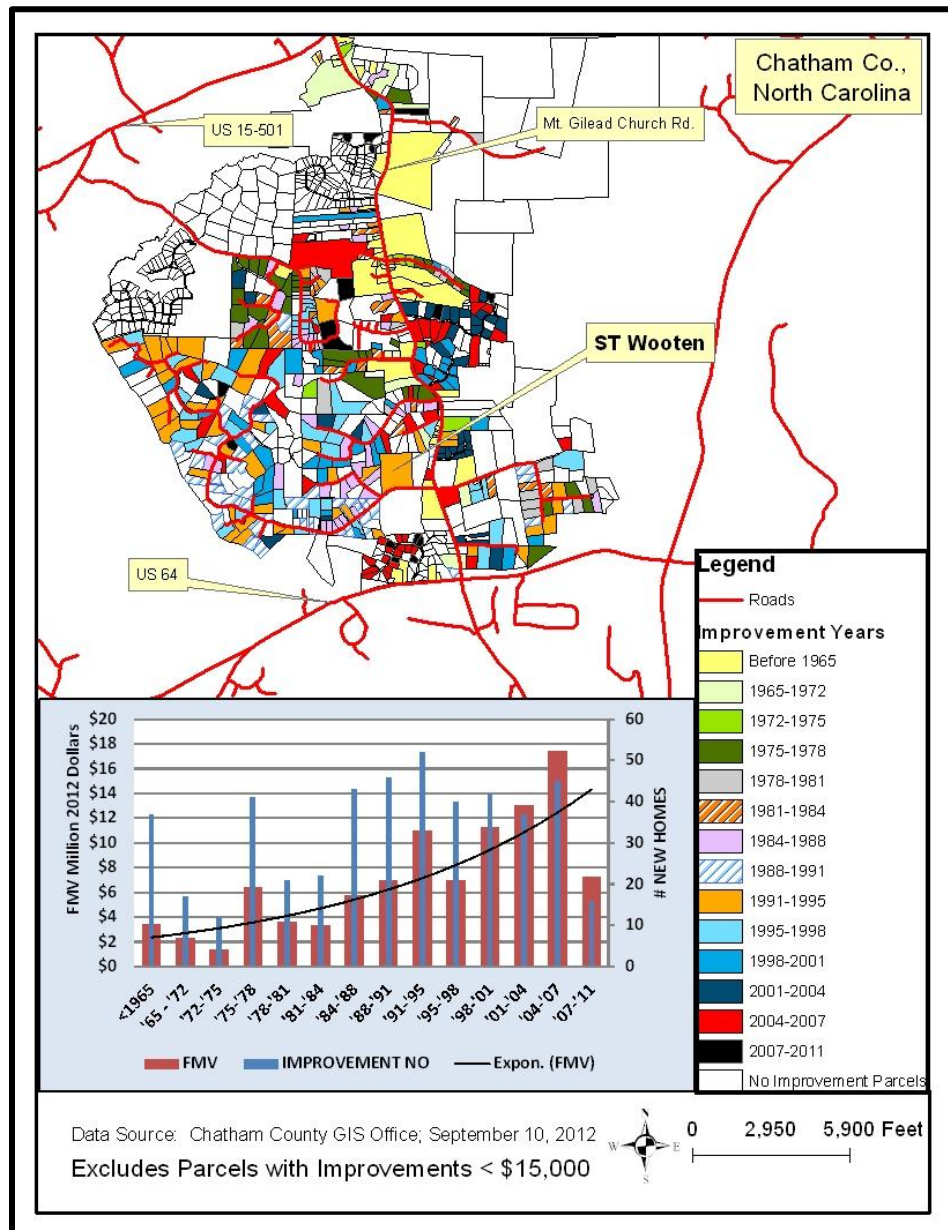 Chatham Co.,
North Carolina
US 15-501
Mt. Gilead Church Rd.
ST Wooten
US 64
Legend
Roads
Improvement Years
Before 1965
1965-1972
1972-1975
1975-1978
1978-1981
1981-1984
1984-1988
1988-1991
1991-1995
1995-1998
1998-2001
2001-2004
2004-2007
2007-2011
No Improvement Parcels
FMV Million 2012 Dollars
$20
$18
$16
$14
$12
$10
$8
$6
$4
$2
$0
60
50
40
30
20
10
0
# NEW HOMES
<1965
'65 - '72
'72-'75
'75-'78
'78-'81
'81-'84
'84-'88
'88-'91
'91-'95
'95-'98
'98-'01
'01-'04
'04-'07
'07-'11
FMV IMPROVEMENT NO Expon. (FMV)
Data Source: Chatham County GIS Office; September 10, 2012
Excludes Parcels with Improvements < $15,000
N
W E
S
0 2,950 5,900 Feet